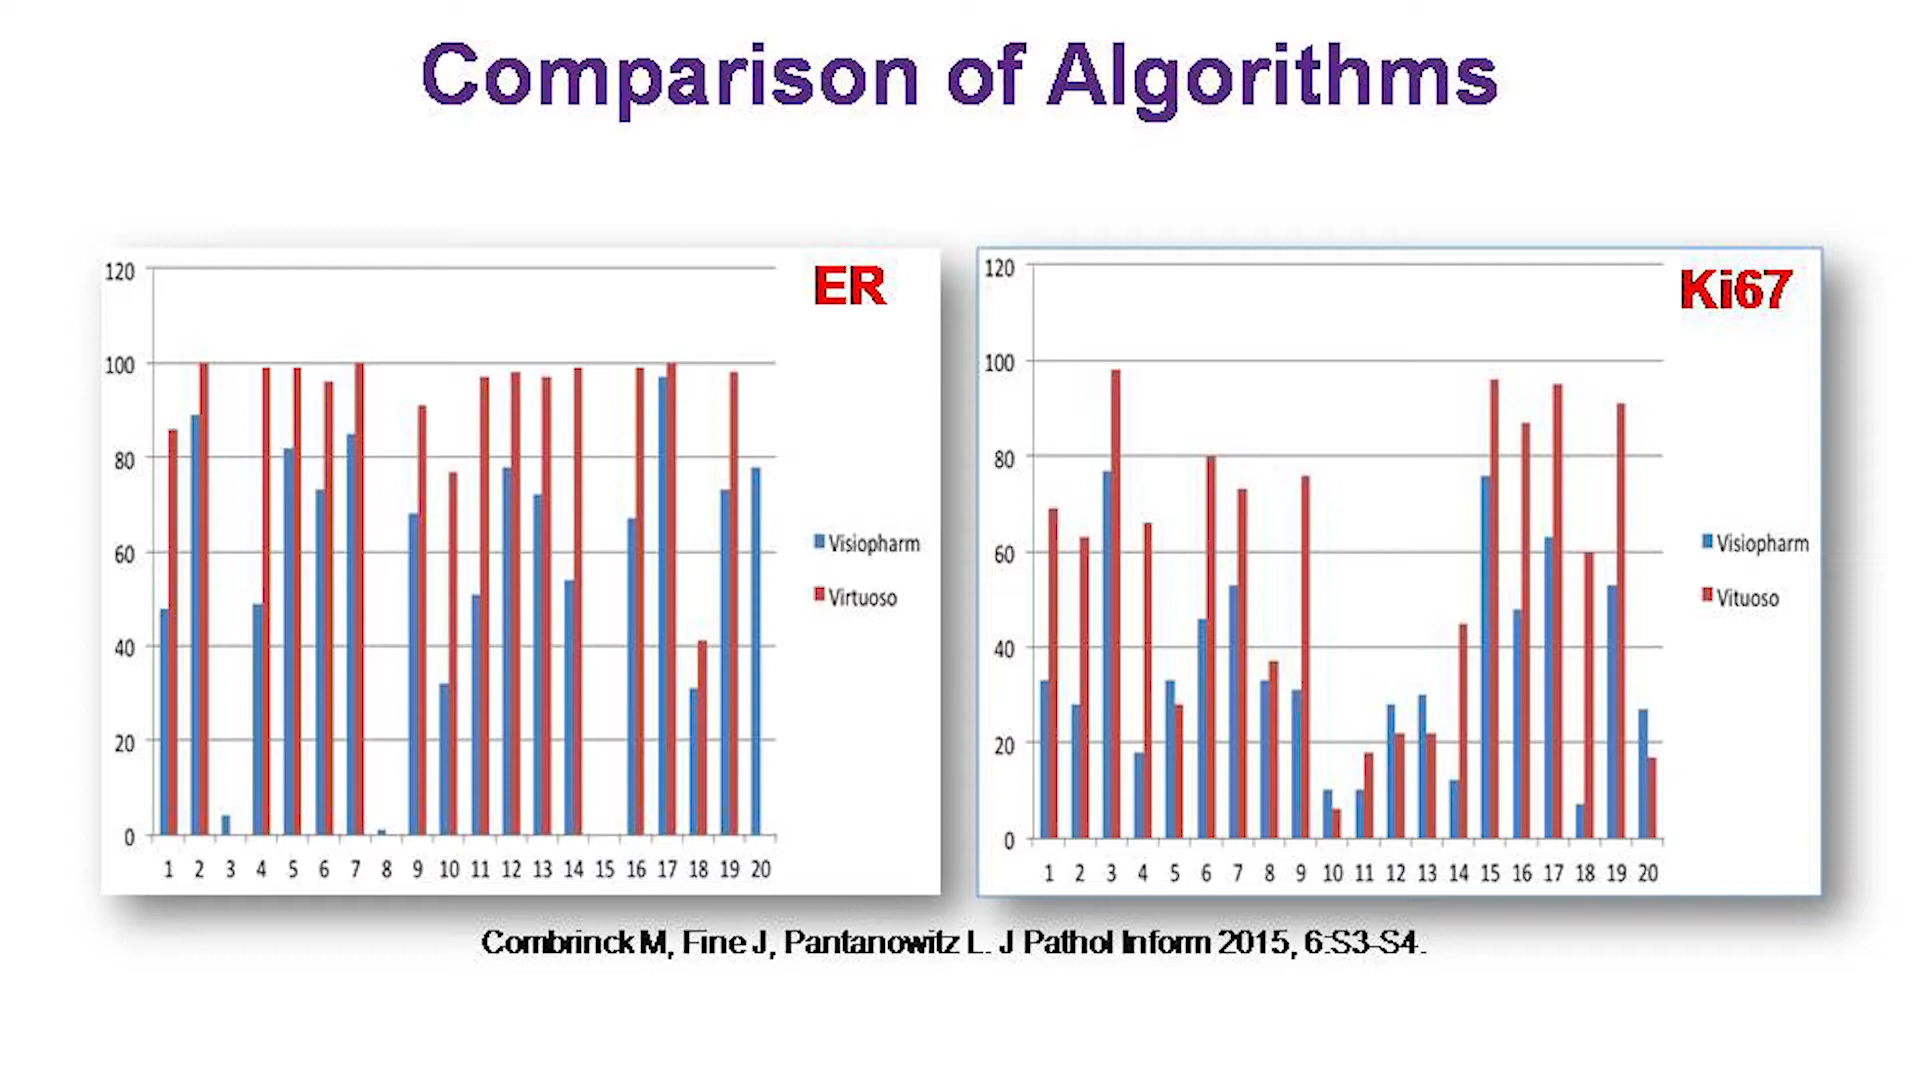 Comparison of Algorithms
ER
120
100
80
60
40
20
0
1 2 3 4 5 6 7 8 9 10 11 12 13 14 15 16 17 18 19 20
Visiopharm
Virtuoso
Ki67
120
100
80
60
40
20
0
1 2 3 4 5 6 7 8 9 10 11 12 13 14 15 16 17 18 19 20
Visiopharm
Vituoso
Combrinck M, Fine J, Pantanowitz L. J Pathol Inform 2015, 6:S3-S4.